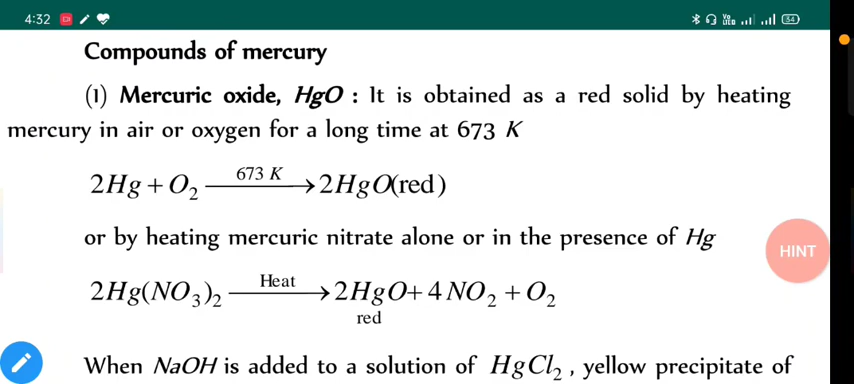 4:32
34
Compounds of mercury
(1) Mercuric oxide, HgO : It is obtained as a red solid by heating
mercury in air or oxygen for a long time at 673 K
2Hg + O₂ ⟶ 2HgO(red) 673 K
or by heating mercuric nitrate alone or in the presence of Hg
HINT
2Hg(NO₃)₂ ⟶ 2HgO + 4NO₂ + O₂ Heat
red
When NaOH is added to a solution of HgCl₂, yellow precipitate of